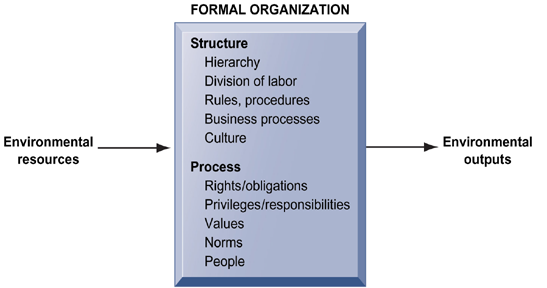 FORMAL ORGANIZATION
Structure
Hierarchy
Division of labor
Rules, procedures
Business processes
Culture
Process
Rights/obligations
Privileges/responsibilities
Values
Norms
People
Environmental
resources
Environmental
outputs